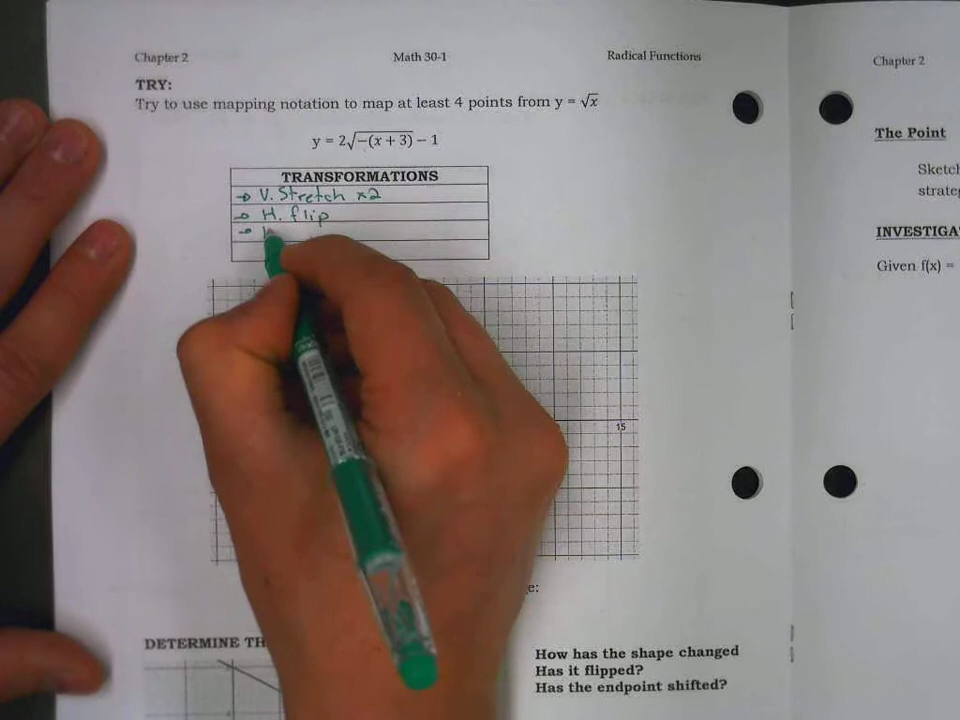 Chapter 2 Math 30-1 Radical Functions
TRY:
Try to use mapping notation to map at least 4 points from y = √x
y = 2√-(x + 3) - 1
TRANSFORMATIONS
→ V. Stretch x2
→ H. flip
→
15
e:
DETERMINE TH
How has the shape changed
Has it flipped?
Has the endpoint shifted?
Chapter 2
The Point
Sketch
strate
INVESTIGA
Given f(x) =